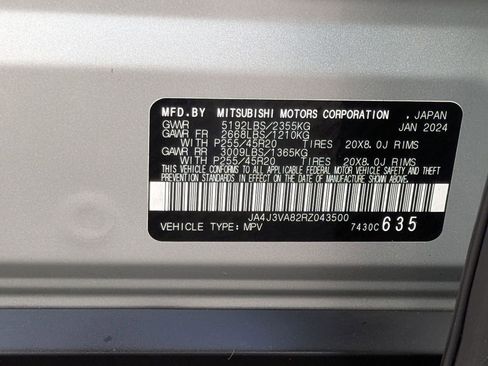 MFD.BY MITSUBISHI MOTORS CORPORATION , JAPAN
GVWR 5192LBS/2355KG JAN 2024
GAWR FR 2668LBS/1210KG
WITH P255/45R20 TIRES 20X8.0J RIMS
GAWR RR 3009LBS/1365KG
WITH P255/45R20 TIRES 20X8.0J RIMS
THIS VEHICLE CONFORMS TO ALL APPLICABLE FEDERAL MOTOR VEHICLE SAFETY AND THEFT PREVENTION STANDARDS IN EFFECT ON THE DATE OF MANUFACTURE SHOWN ABOVE.
JA4J3VA82RZ043500
VEHICLE TYPE:MPV 7430C 635